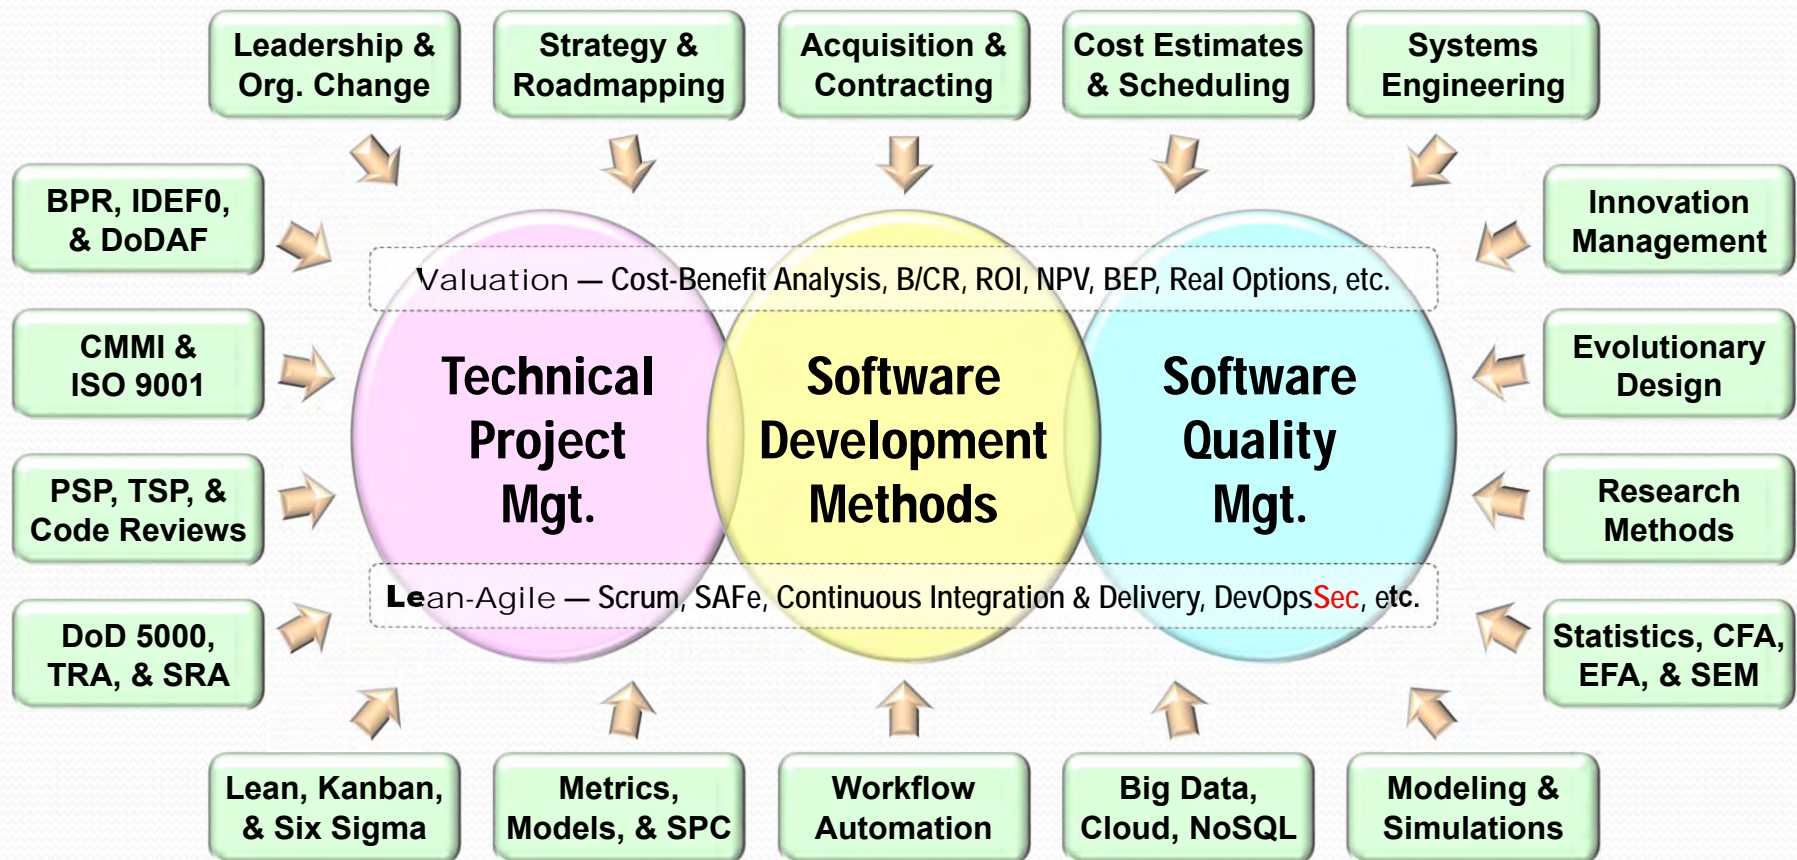 Leadership &
Org. Change
Strategy &
Roadmapping
Acquisition &
Contracting
Cost Estimates
& Scheduling
Systems
Engineering
BPR, IDEF0,
& DoDAF
CMMI &
ISO 9001
PSP, TSP, &
Code Reviews
DoD 5000,
TRA, & SRA
Valuation — Cost-Benefit Analysis, B/CR, ROI, NPV, BEP, Real Options, etc.
Technical
Project
Mgt.
Software
Development
Methods
Software
Quality
Mgt.
Lean-Agile — Scrum, SAFe, Continuous Integration & Delivery, DevOpsSec, etc.
Innovation
Management
Evolutionary
Design
Research
Methods
Statistics, CFA,
EFA, & SEM
Lean, Kanban,
& Six Sigma
Metrics,
Models, & SPC
Workflow
Automation
Big Data,
Cloud, NoSQL
Modeling &
Simulations